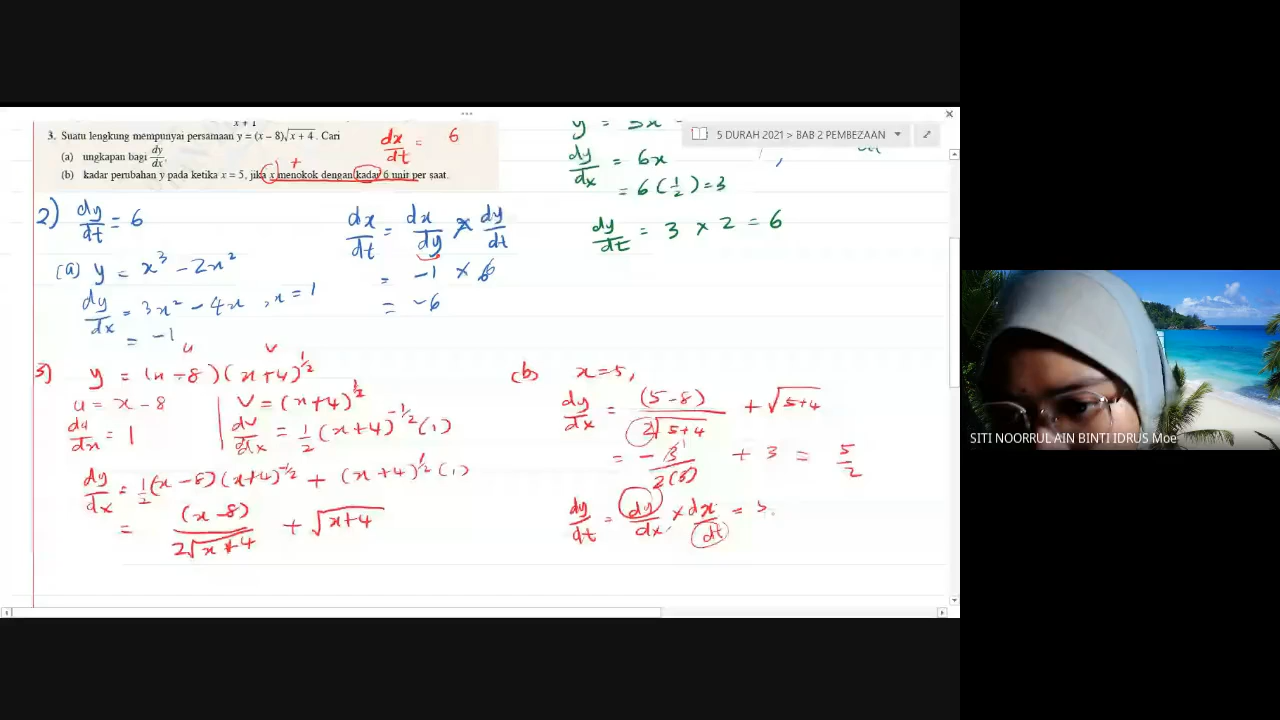 x+1
3. Suatu lengkung mempunyai persamaan y = (x − 8)√x + 4 . Cari
(a) ungkapan bagi dy/dx,
(b) kadar perubahan y pada ketika x = 5, jika x menokok dengan kadar 6 unit per saat.
dx/dt = 6
+
5 DURAH 2021 > BAB 2 PEMBEZAAN
dy/dx = 6x
= 6(1/2) = 3
dy/dt = 3 × 2 = 6
2) dy/dt = 6
(a) y = x³ − 2x²
dy/dx = 3x² − 4x , x = 1
= −1
dx/dt = dx/dy × dy/dt
= −1 × 6
= −6
u v
3) y = (x − 8)(x + 4)^1/2
u = x − 8
du/dx = 1
v = (x + 4)^1/2
dv/dx = 1/2 (x + 4)^−1/2 (1)
dy/dx = 1/2 (x − 8)(x + 4)^−1/2 + (x + 4)^1/2 (1)
= (x − 8)/2√x + 4 + √x + 4
(b) x = 5,
dy/dx = (5 − 8)/2√5 + 4 + √5 + 4
= −3/2(3) + 3 = 5/2
1
dy/dt = dy/dx × dx/dt =
SITI NOORRUL AIN BINTI IDRUS Moe